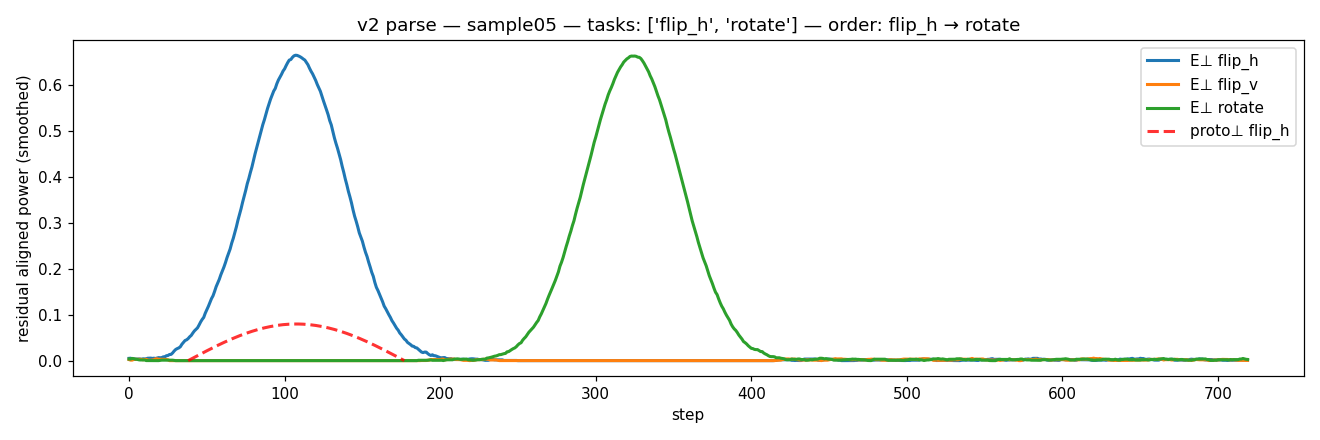 v2 parse — sample05 — tasks: ['flip_h', 'rotate'] — order: flip_h → rotate
residual aligned power (smoothed)
0.6
0.5
0.4
0.3
0.2
0.1
0.0
E⊥ flip_h
E⊥ flip_v
E⊥ rotate
proto⊥ flip_h
0 100 200 300 400 500 600 700
step